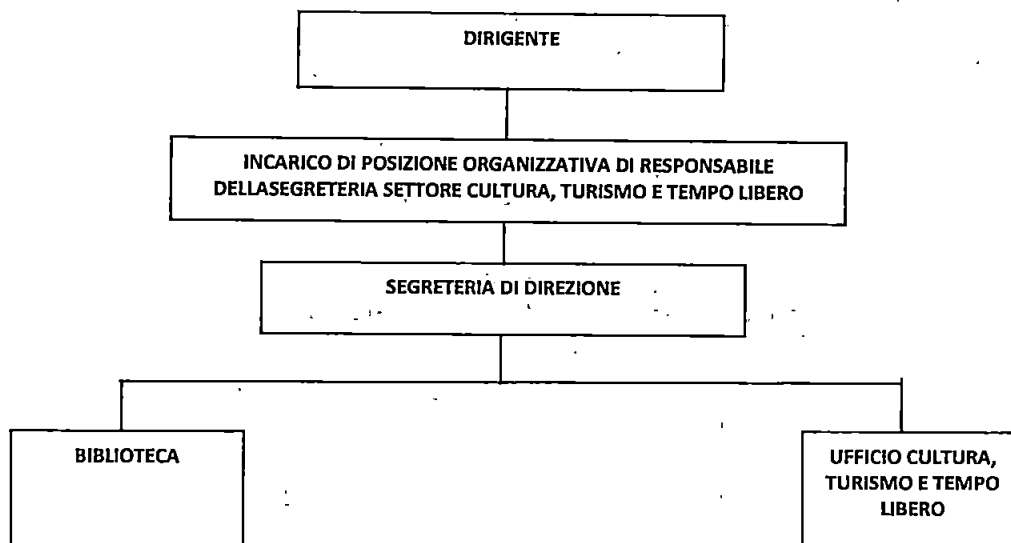 DIRIGENTE
INCARICO DI POSIZIONE ORGANIZZATIVA DI RESPONSABILE
DELLASEGRETERIA SETTORE CULTURA, TURISMO E TEMPO LIBERO
SEGRETERIA DI DIREZIONE
BIBLIOTECA
UFFICIO CULTURA,
TURISMO E TEMPO
LIBERO